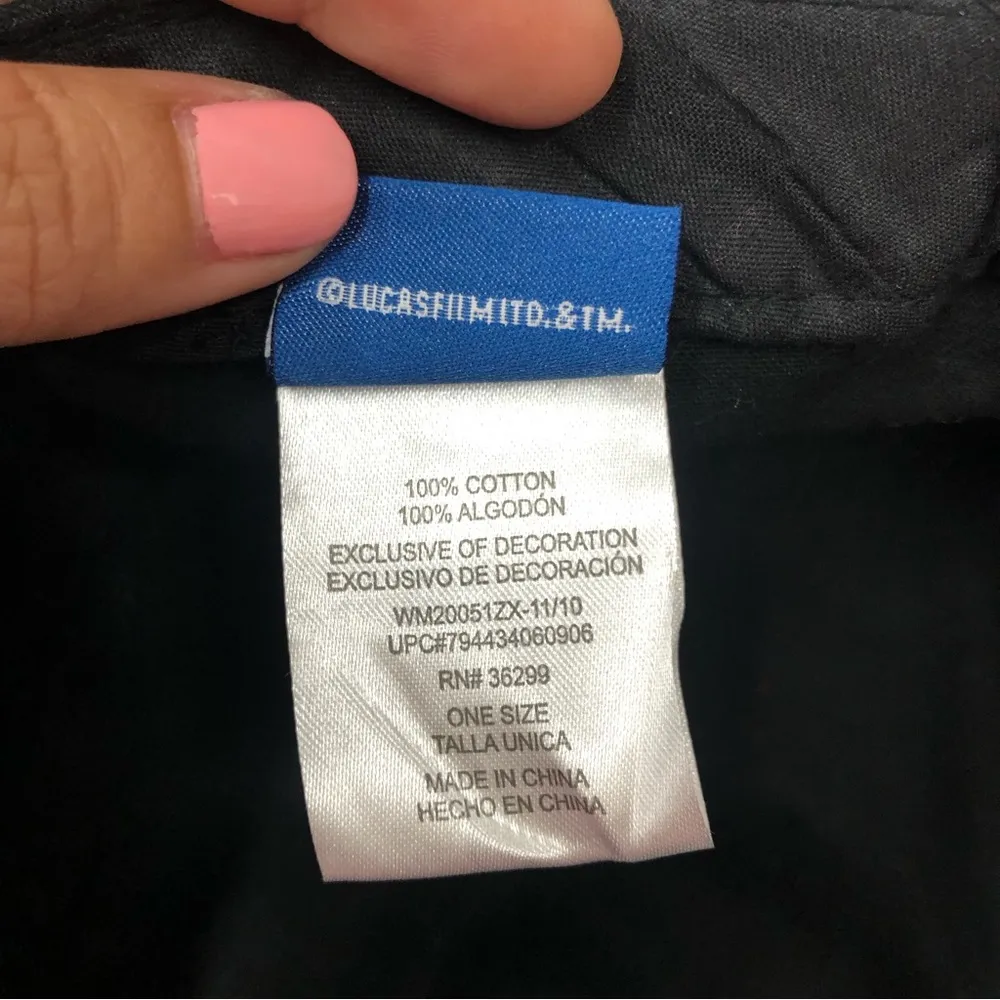 ©LUCASFILM LTD. & TM.
100% COTTON
100% ALGODÓN
EXCLUSIVE OF DECORATION
EXCLUSIVO DE DECORACIÓN
WM20051ZX-11/10
UPC#794434060906
RN# 36299
ONE SIZE
TALLA UNICA
MADE IN CHINA
HECHO EN CHINA